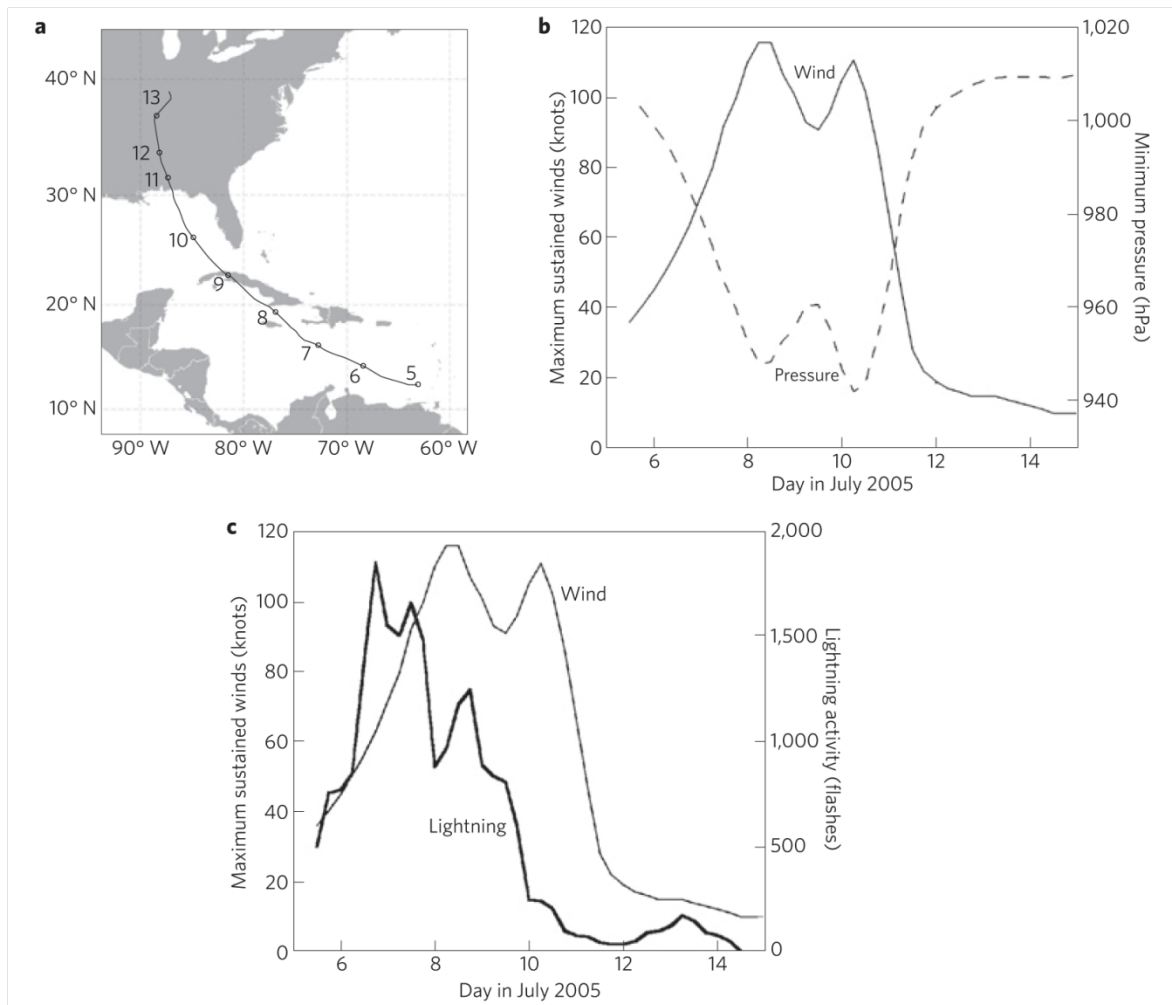 a
40° N
30° N
20° N
10° N
90° W 80° W 70° W 60° W
13
12
11
10
9
8
7
6
5
b
Maximum sustained winds (knots)
120
100
80
60
40
20
0
Wind
Pressure
1,020
1,000
980
960
940
Minimum pressure (hPa)
6 8 10 12 14
Day in July 2005
c
Maximum sustained winds (knots)
120
100
80
60
40
20
0
Wind
Lightning
2,000
1,500
1,000
500
0
Lightning activity (flashes)
6 8 10 12 14
Day in July 2005